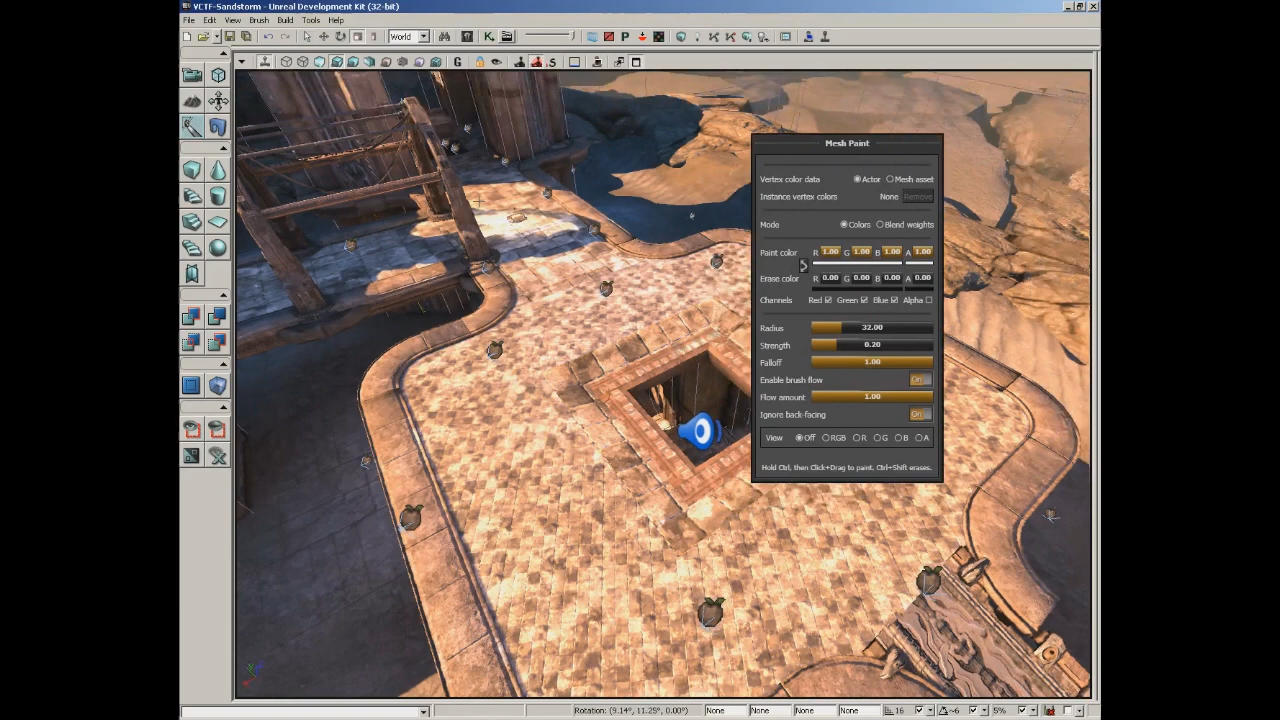 VCTF-Sandstorm - Unreal Development Kit (32-bit)
File Edit View Brush Build Tools Help
World
K
P
G
S
Mesh Paint
Vertex color data Actor Mesh asset
Instance vertex colors None Remove
Mode Colors Blend weights
Paint color R 1.00 G 1.00 B 1.00 A 1.00
Erase color R 0.00 G 0.00 B 0.00 A 0.00
Channels Red Green Blue Alpha
Radius 32.00
Strength 0.20
Falloff 1.00
Enable brush flow On
Flow amount 1.00
Ignore back-facing On
View Off RGB R G B A
Hold Ctrl, then Click+Drag to paint. Ctrl+Shift erases.
Rotation: (9.14°, 11.29°, 0.00°) None None None None 16 ~6 5%